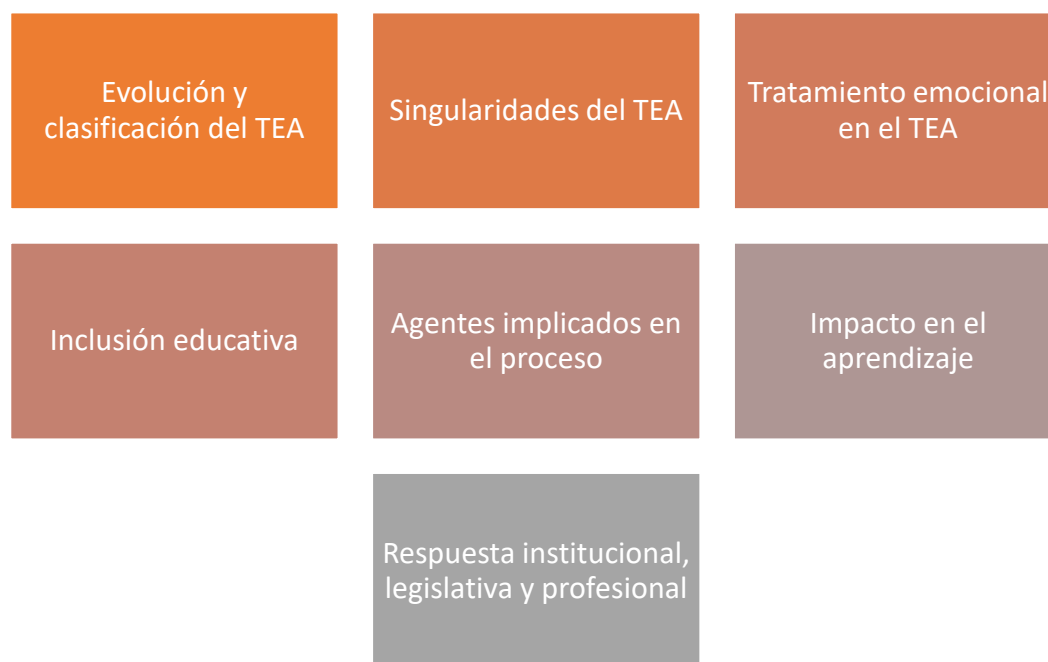 Evolución y
clasificación del TEA
Singularidades del TEA
Tratamiento emocional
en el TEA
Inclusión educativa
Agentes implicados en
el proceso
Impacto en el
aprendizaje
Respuesta institucional,
legislativa y profesional